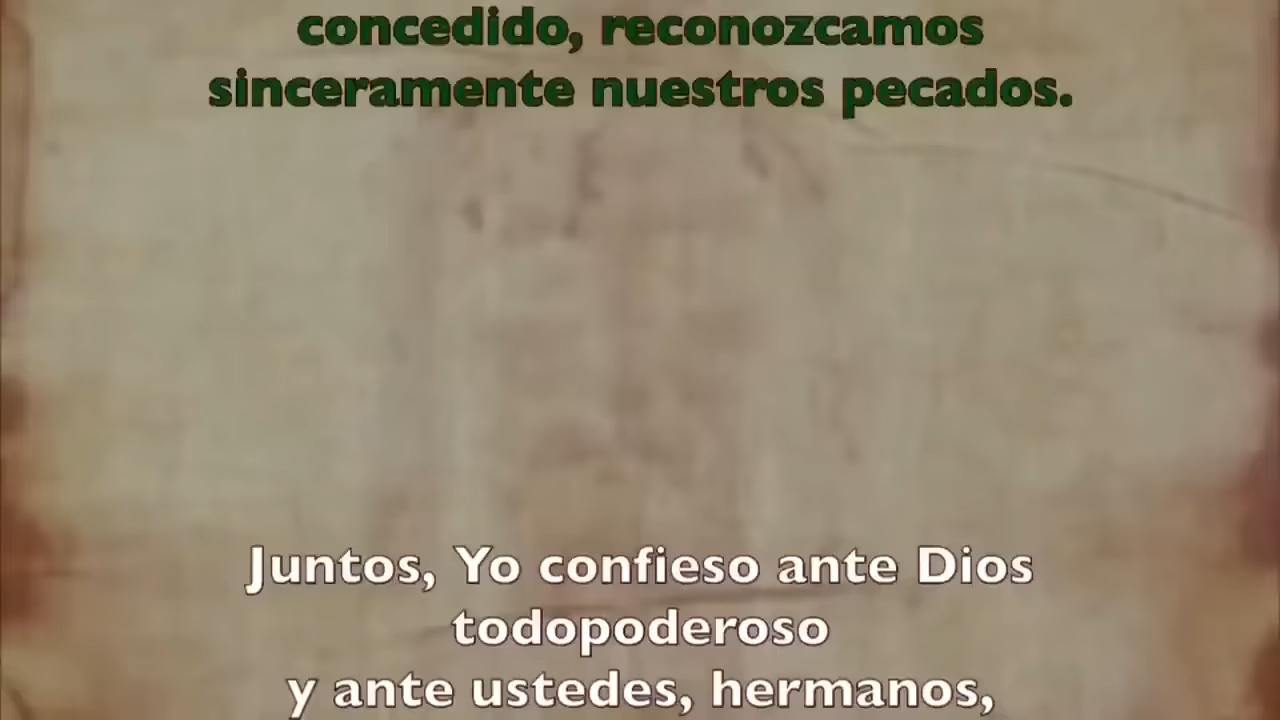 concedido, reconozcamos
sinceramente nuestros pecados.
Juntos, Yo confieso ante Dios
todopoderoso
y ante ustedes, hermanos,